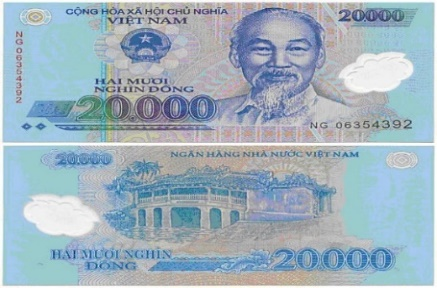 CỘNG HÒA XÃ HỘI CHỦ NGHĨA
VIỆT NAM
20000
NG 06354392
HAI MƯƠI
NGHÌN ĐỒNG
20.000
NG 06354392
20.000
NGÂN HÀNG NHÀ NƯỚC VIỆT NAM
HAI MƯƠI NGHÌN
ĐỒNG
20000